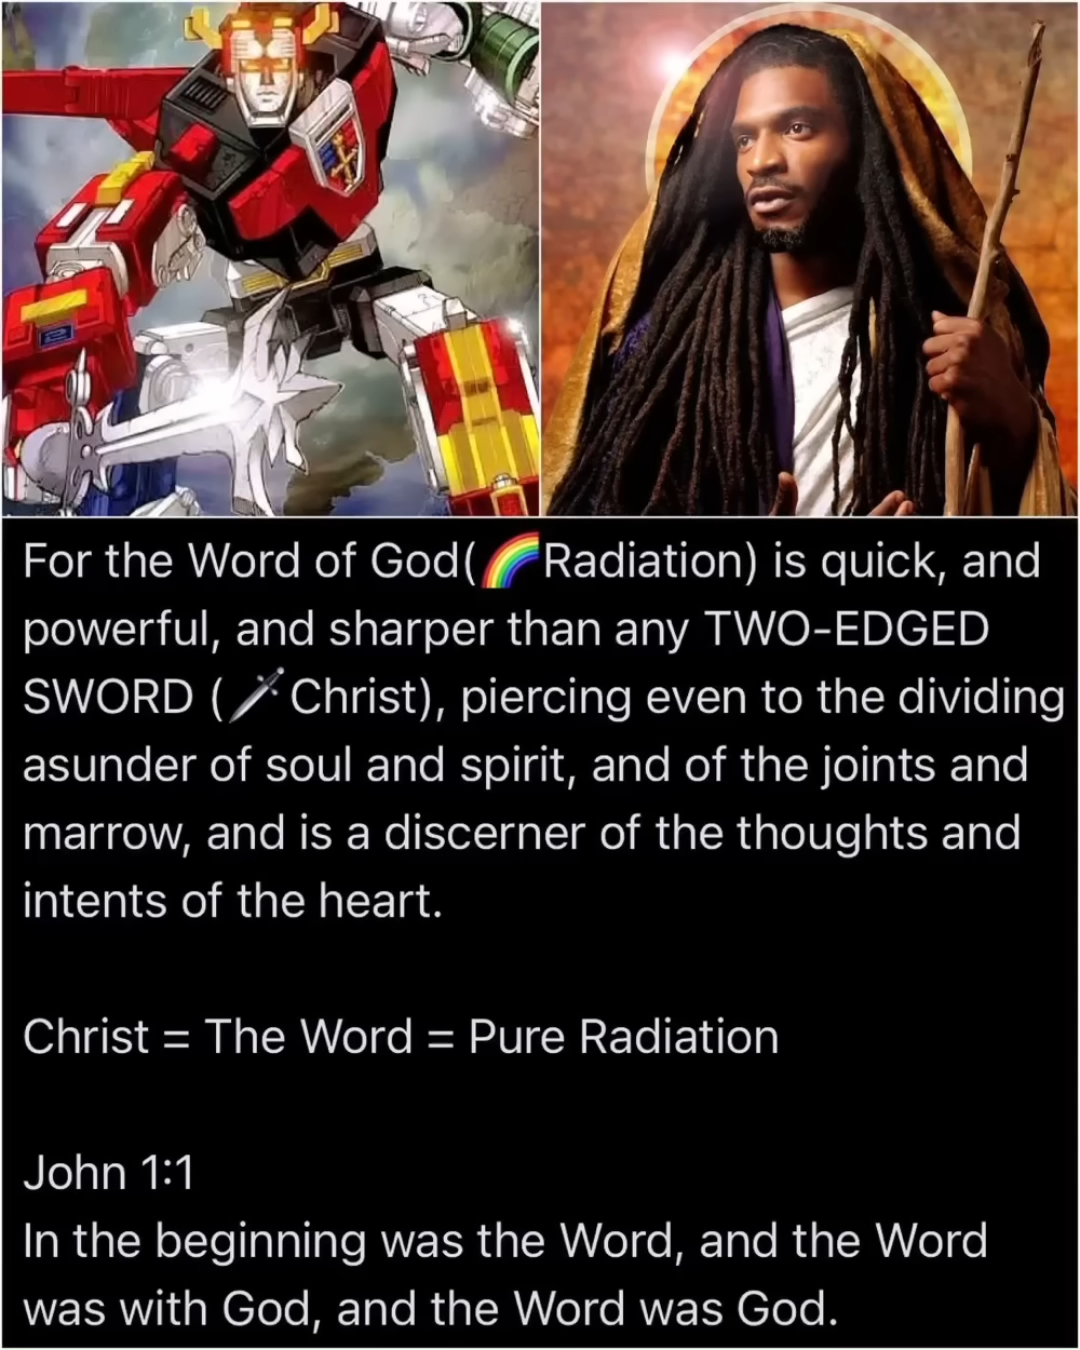 For the Word of God(🌈Radiation) is quick, and
powerful, and sharper than any TWO-EDGED
SWORD (🗡️Christ), piercing even to the dividing
asunder of soul and spirit, and of the joints and
marrow, and is a discerner of the thoughts and
intents of the heart.
Christ = The Word = Pure Radiation
John 1:1
In the beginning was the Word, and the Word
was with God, and the Word was God.